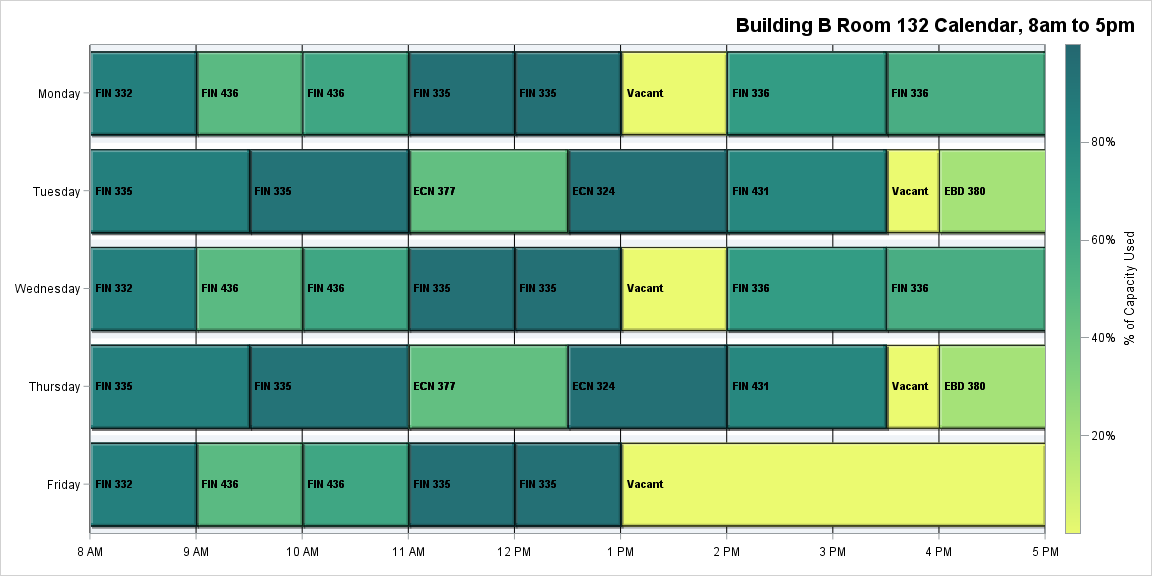 Building B Room 132 Calendar, 8am to 5pm
Monday
FIN 332
FIN 436
FIN 436
FIN 335
FIN 335
Vacant
FIN 336
FIN 336
Tuesday
FIN 335
FIN 335
ECN 377
ECN 324
FIN 431
Vacant
EBD 380
Wednesday
FIN 332
FIN 436
FIN 436
FIN 335
FIN 335
Vacant
FIN 336
FIN 336
Thursday
FIN 335
FIN 335
ECN 377
ECN 324
FIN 431
Vacant
EBD 380
Friday
FIN 332
FIN 436
FIN 436
FIN 335
FIN 335
Vacant
8 AM
9 AM
10 AM
11 AM
12 PM
1 PM
2 PM
3 PM
4 PM
5 PM
80%
60%
40%
20%
% of Capacity Used